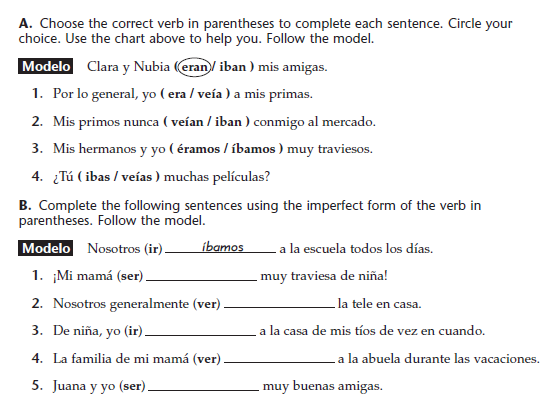 A. Choose the correct verb in parentheses to complete each sentence. Circle your
choice. Use the chart above to help you. Follow the model.
Modelo Clara y Nubia ( eran / iban ) mis amigas.
1. Por lo general, yo ( era / veía ) a mis primas.
2. Mis primos nunca ( veían / iban ) conmigo al mercado.
3. Mis hermanos y yo ( éramos / íbamos ) muy traviesos.
4. ¿Tú ( ibas / veías ) muchas películas?
B. Complete the following sentences using the imperfect form of the verb in
parentheses. Follow the model.
Modelo Nosotros (ir) íbamos a la escuela todos los días.
1. ¡Mi mamá (ser) ____________ muy traviesa de niña!
2. Nosotros generalmente (ver) ____________ la tele en casa.
3. De niña, yo (ir) ____________ a la casa de mis tíos de vez en cuando.
4. La familia de mi mamá (ver) ____________ a la abuela durante las vacaciones.
5. Juana y yo (ser) ____________ muy buenas amigas.